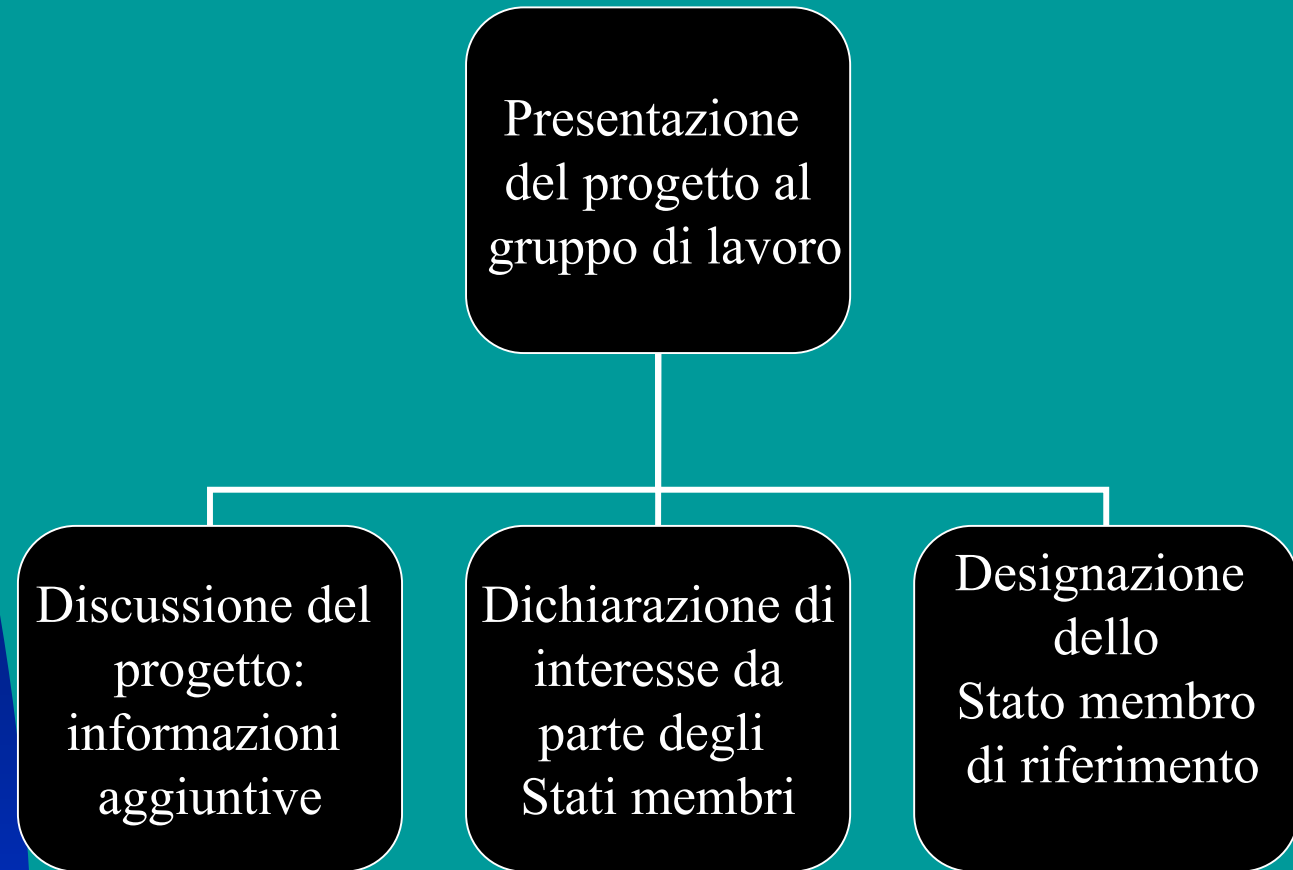 Presentazione
del progetto al
gruppo di lavoro
Discussione del
progetto:
informazioni
aggiuntive
Dichiarazione di
interesse da
parte degli
Stati membri
Designazione
dello
Stato membro
di riferimento